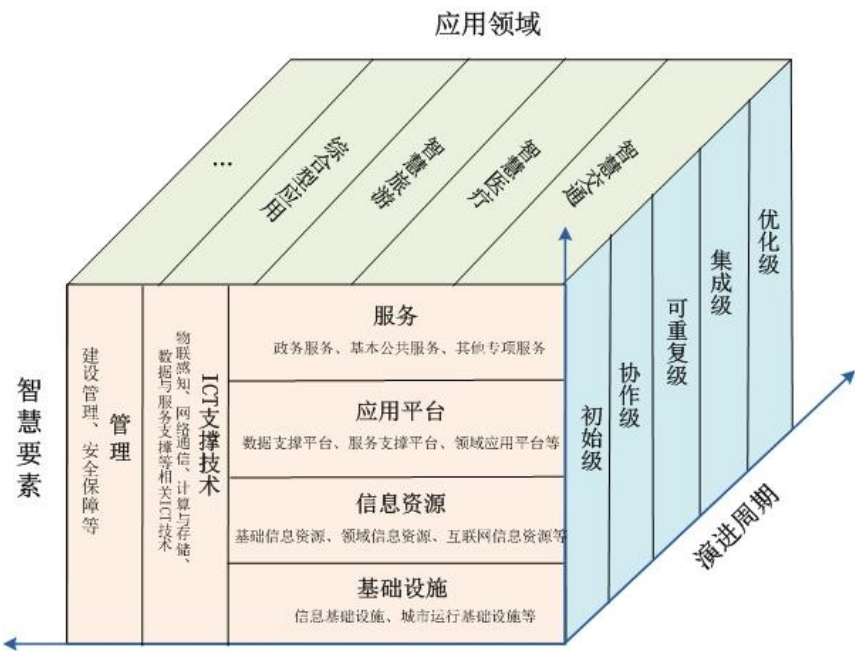 应用领域
...
综合型应用
智慧旅游
智慧医疗
智慧交通
智慧要素
建设管理、安全保障等
管理
物联感知、网络通信、计算与存储、
数据与服务支撑等相关ICT技术
ICT支撑技术
服务
政务服务、基本公共服务、其他专项服务
应用平台
数据支撑平台、服务支撑平台、领域应用平台等
信息资源
基础信息资源、领域信息资源、互联网信息资源等
基础设施
信息基础设施、城市运行基础设施等
初始级
协作级
可重复级
集成级
优化级
演进周期